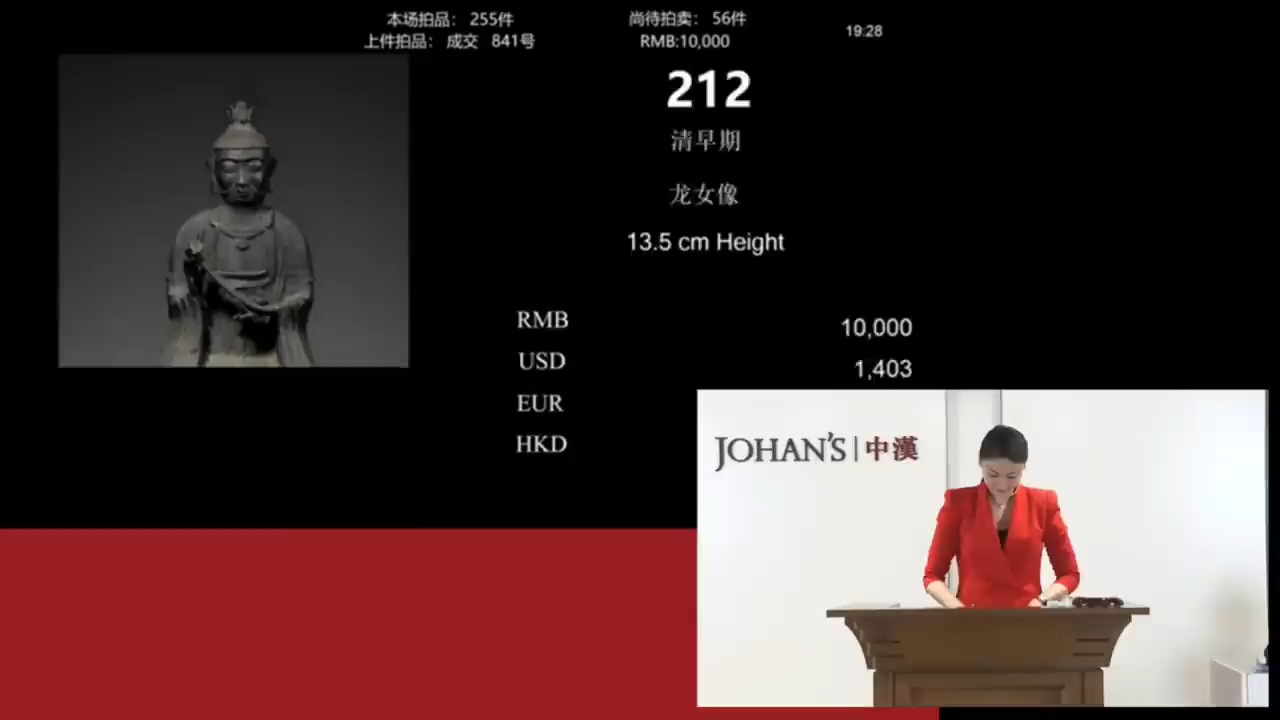 本场拍品： 255件
尚待拍卖： 56件
上件拍品： 成交 841号
RMB:10,000
19:28
212
清早期
龙女像
13.5 cm Height
RMB 10,000
USD 1,403
EUR
HKD
JOHAN'S|中漢